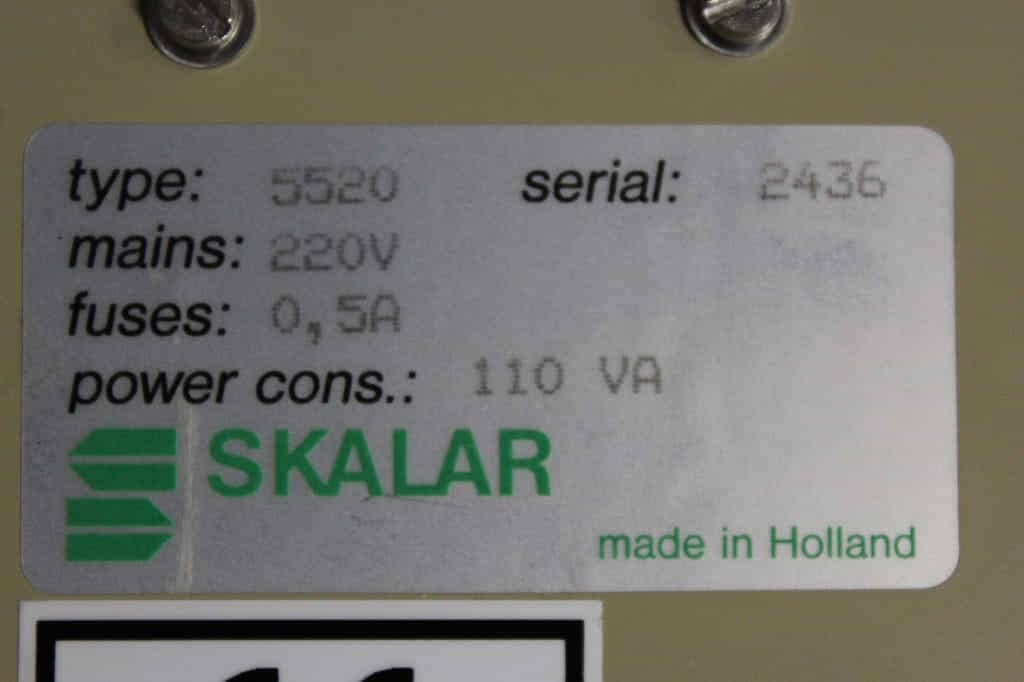 type: 5520 serial: 2436
mains: 220V
fuses: 0,5A
power cons.: 110 VA
SKALAR
made in Holland